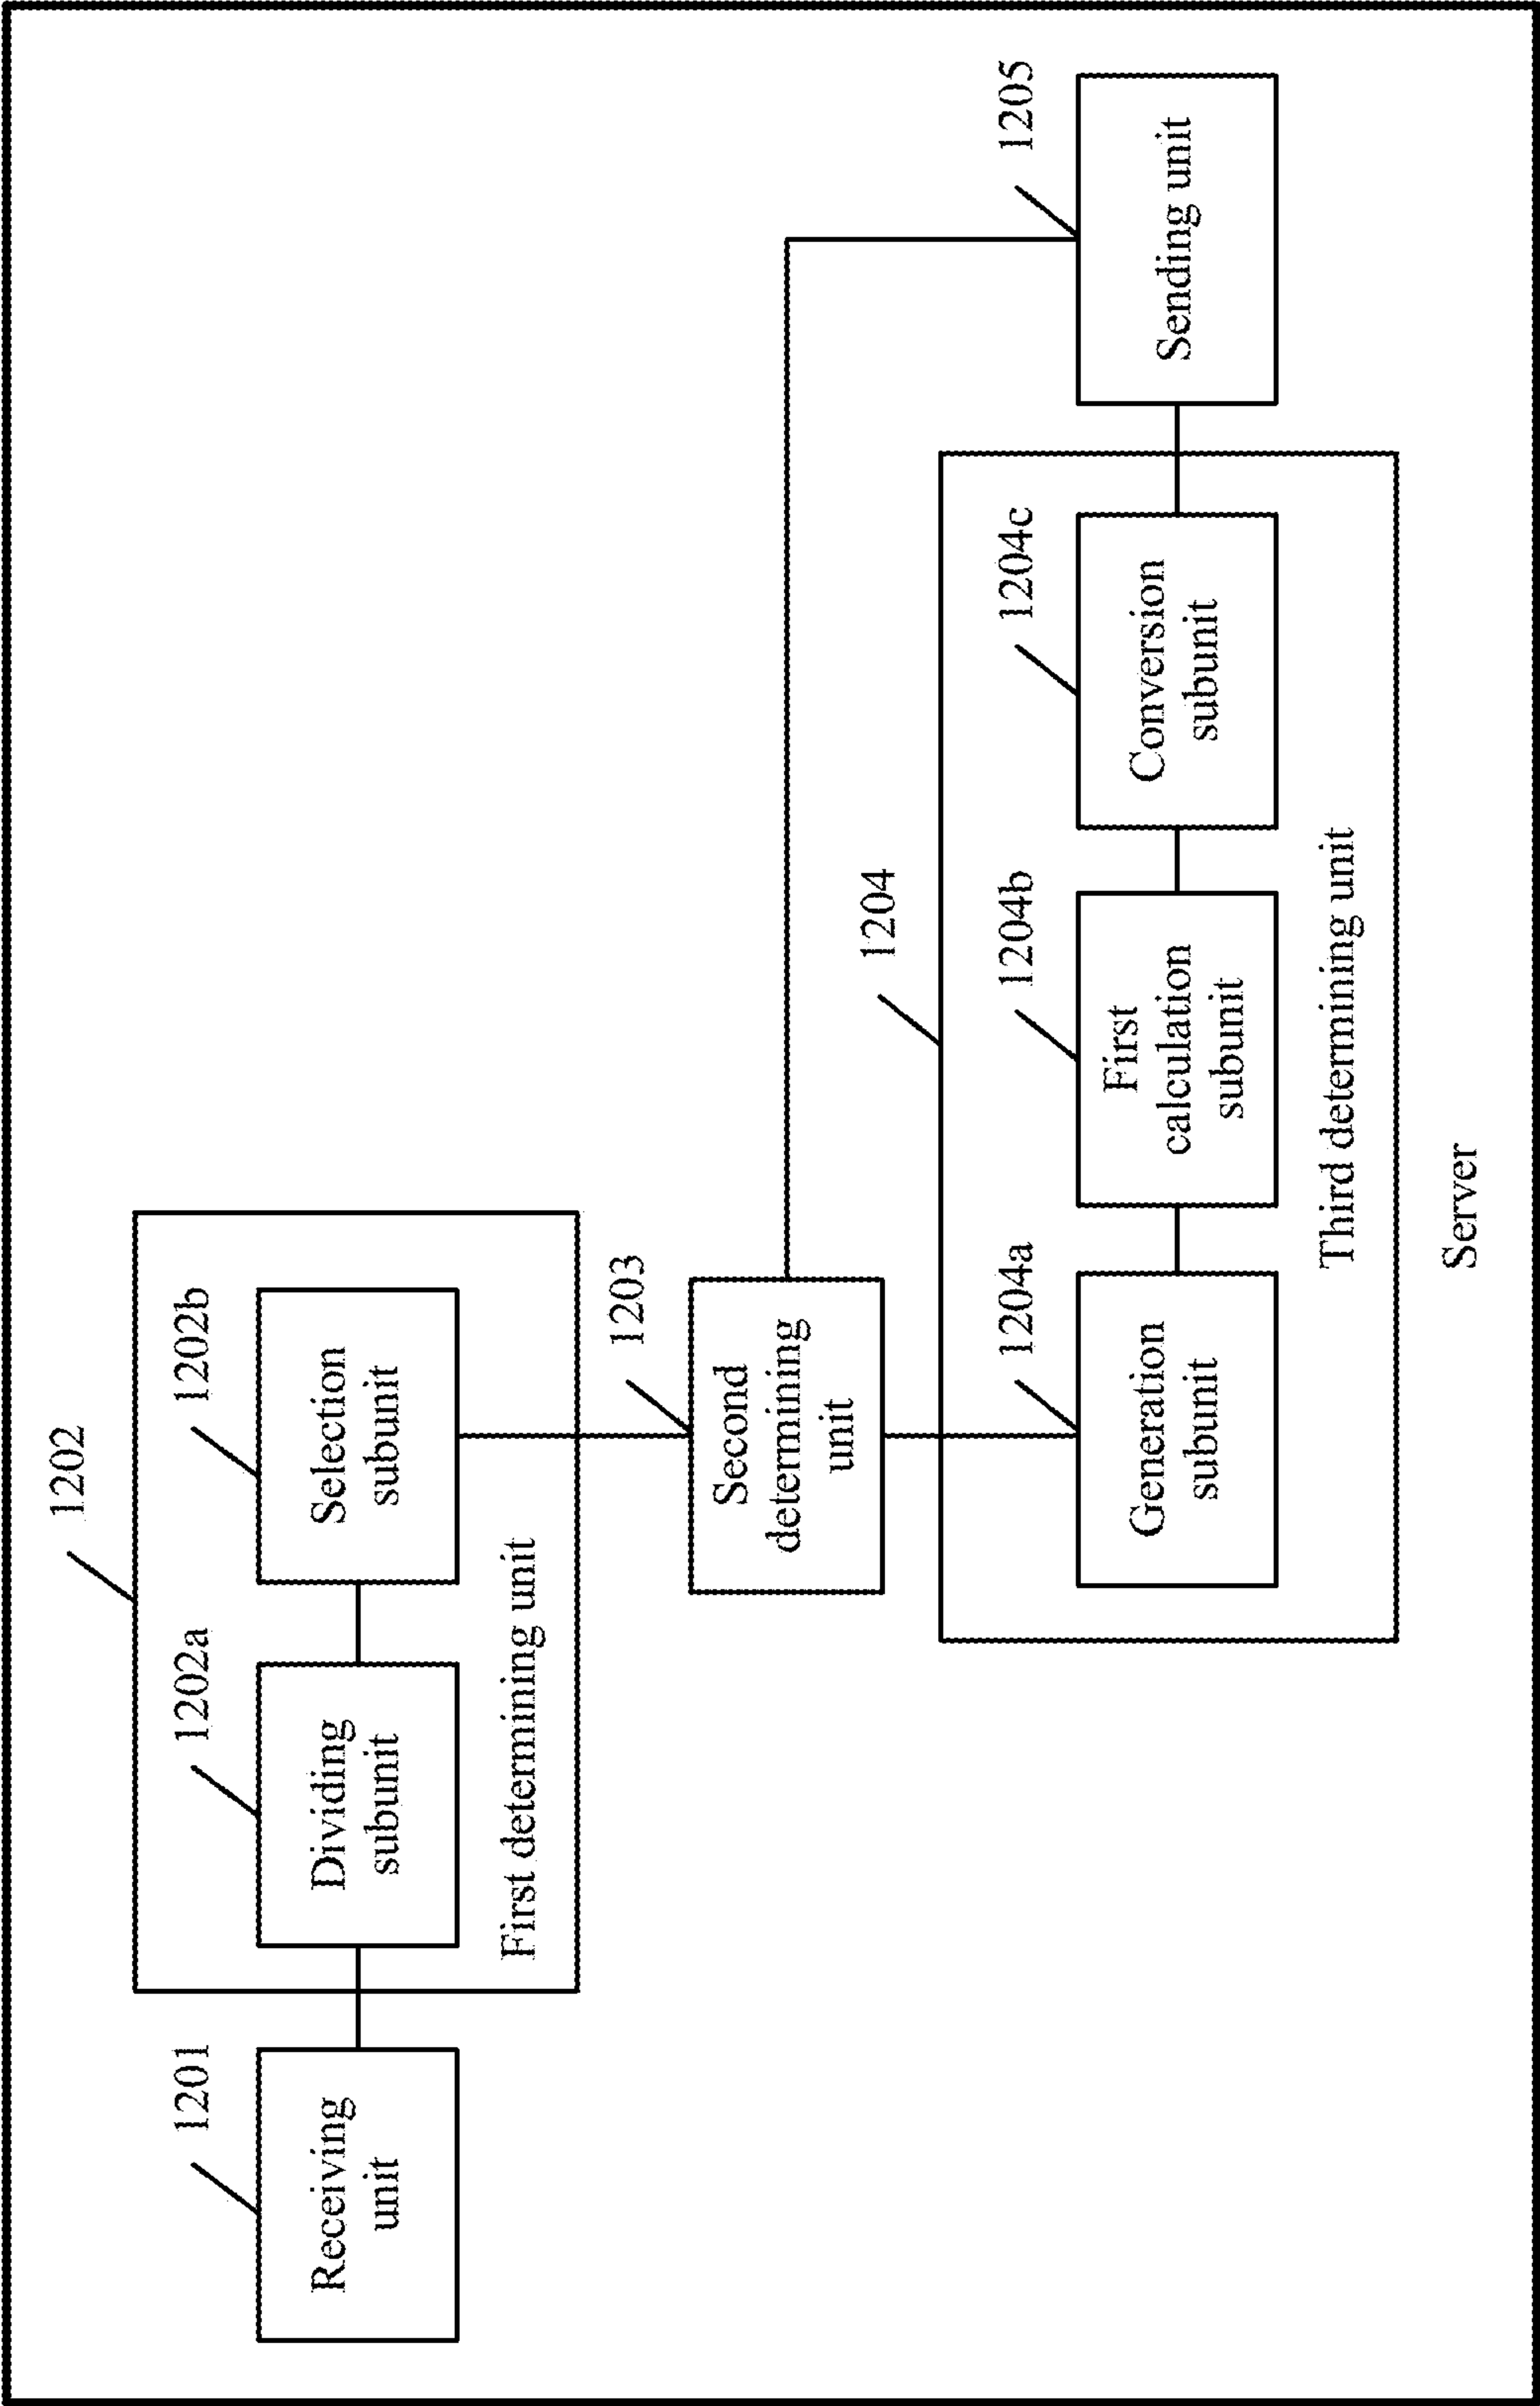 1202
1201
1202a
1202b
Receiving
unit
Dividing
subunit
Selection
subunit
First determining unit
1203
Second
determining
unit
1204
1205
1204a
1204b
1204c
Generation
subunit
First
calculation
subunit
Conversion
subunit
Sending unit
Third determining unit
Server